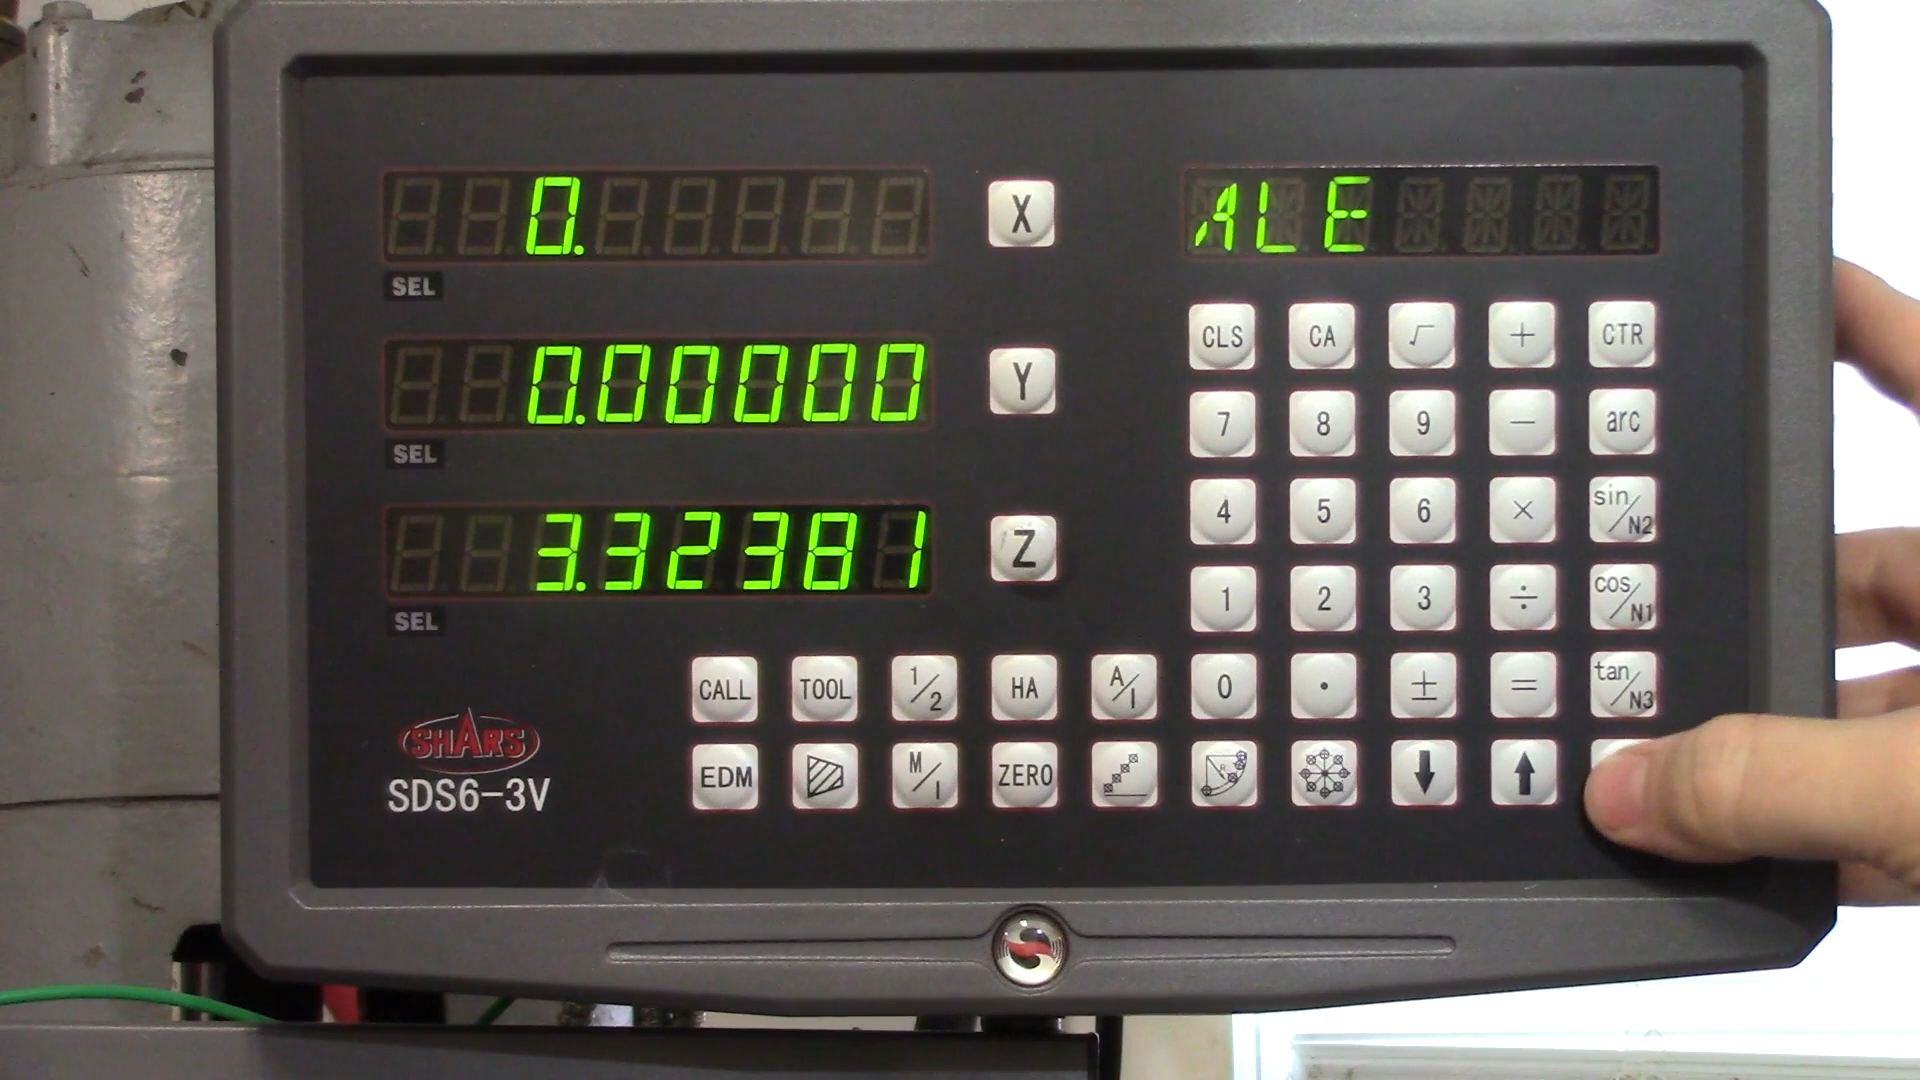 0.
X
ALE
SEL
0.00000
Y
SEL
3.32381
Z
SEL
CLS CA √ + CTR
7 8 9 − arc
4 5 6 × sin/N2
1 2 3 ÷ cos/N1
CALL TOOL 1/2 HA A/I 0 . ± = tan/N3
EDM M/I ZERO R
SHARS
SDS6-3V